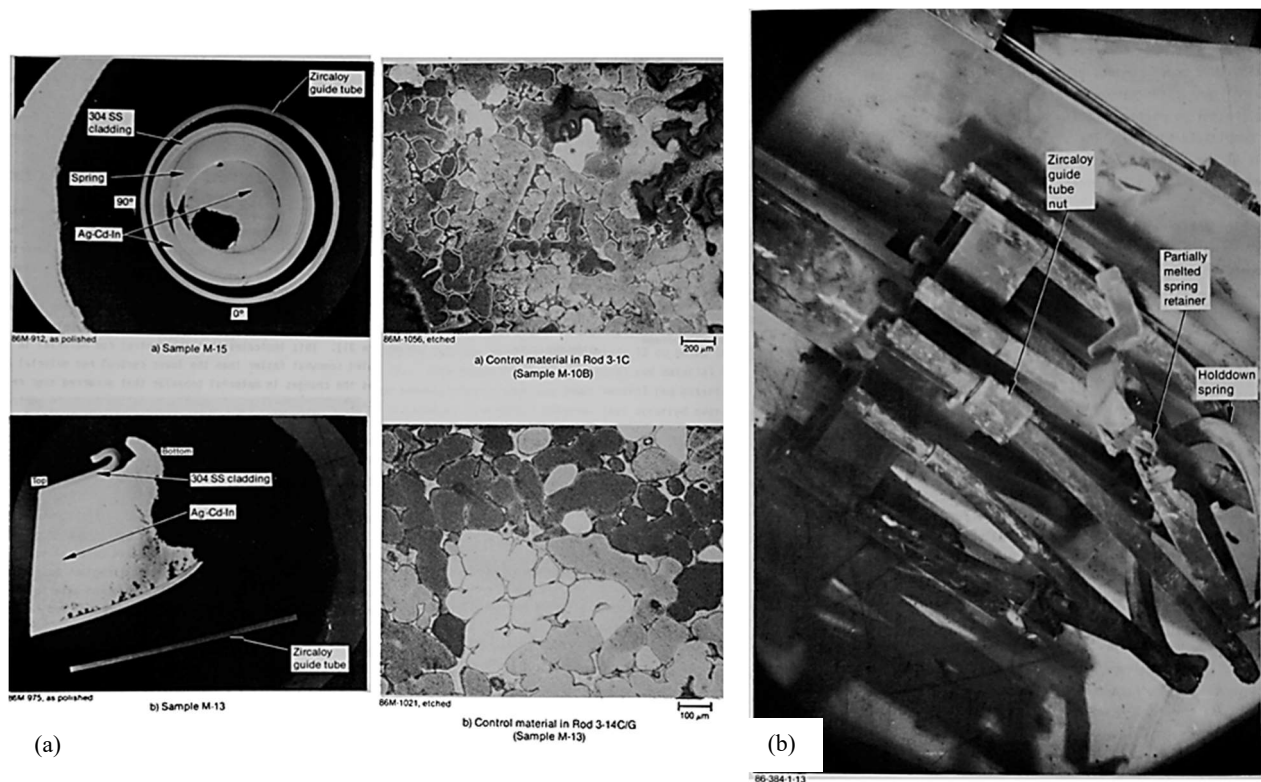 Zircaloy
guide tube
304 SS
cladding
Spring
90°
Ag-Cd-In
0°
86M-912, as polished
a) Sample M-15
Top
Bottom
304 SS cladding
Ag-Cd-In
Zircaloy
guide tube
86M 975, as polished
b) Sample M-13
(a)
86M-1056, etched
200 μm
a) Control material in Rod 3-1C
(Sample M-10B)
86M-1021, etched
100 μm
b) Control material in Rod 3-14C/G
(Sample M-13)
Zircaloy
guide
tube
nut
Partially
melted
spring
retainer
Holddown
spring
(b)
86-384-1-13